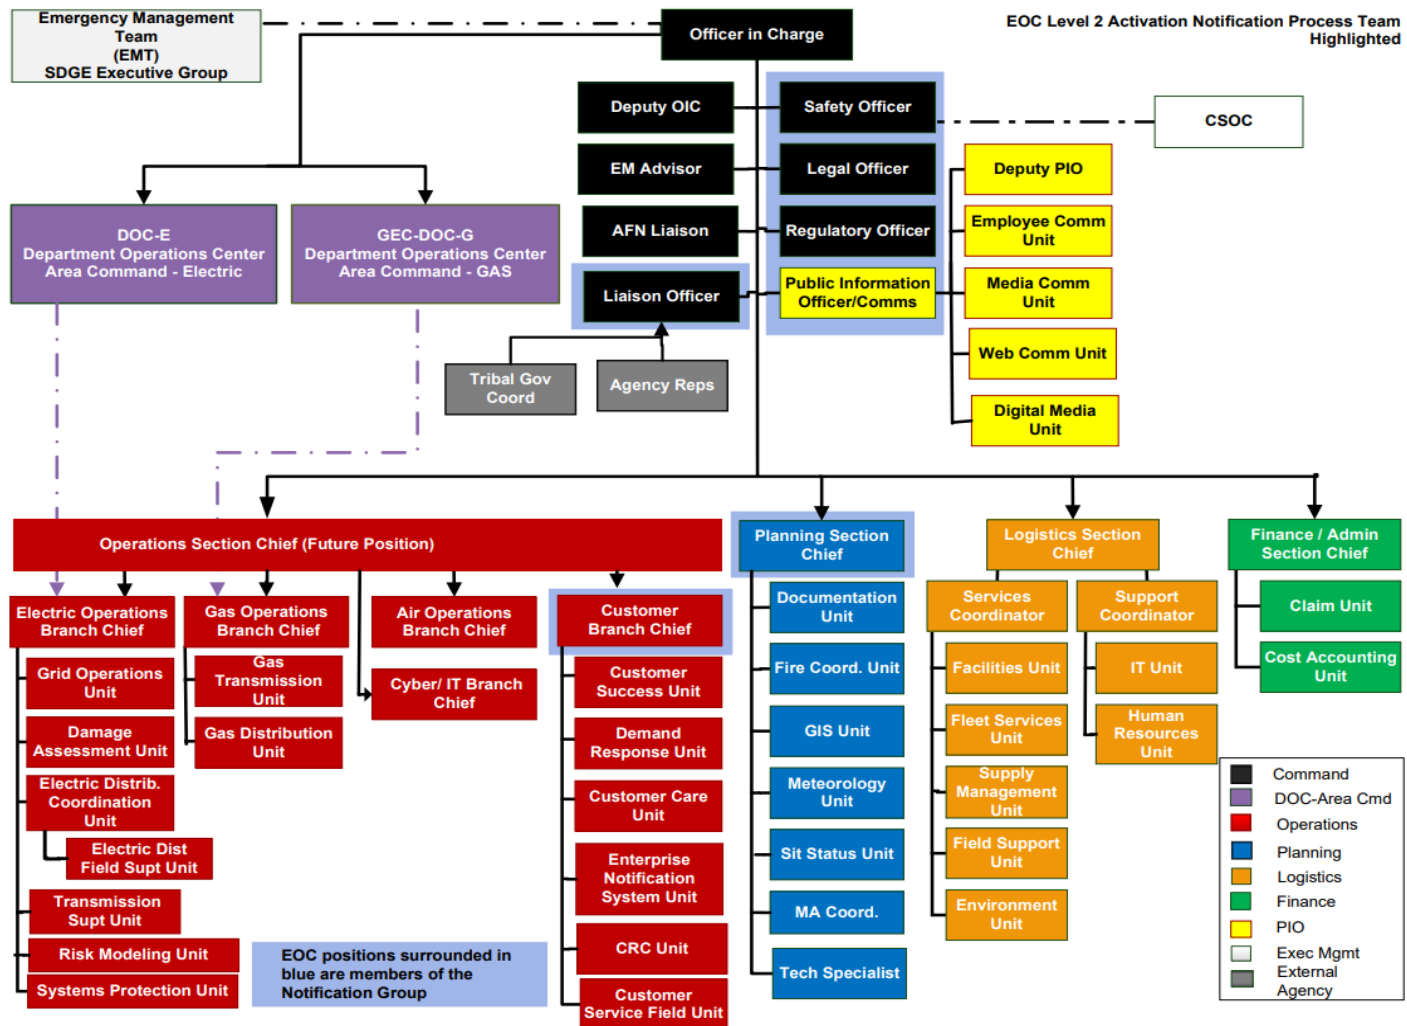 Emergency Management
Team
(EMT)
SDGE Executive Group
Officer in Charge
EOC Level 2 Activation Notification Process Team
Highlighted
Deputy OIC
Safety Officer
CSOC
EM Advisor
Legal Officer
Deputy PIO
AFN Liaison
Regulatory Officer
Employee Comm
Unit
DOC-E
Department Operations Center
Area Command - Electric
GEC-DOC-G
Department Operations Center
Area Command - GAS
Liaison Officer
Public Information
Officer/Comms
Media Comm
Unit
Web Comm Unit
Tribal Gov
Coord
Agency Reps
Digital Media
Unit
Operations Section Chief (Future Position)
Planning Section
Chief
Logistics Section
Chief
Finance / Admin
Section Chief
Electric Operations
Branch Chief
Gas Operations
Branch Chief
Air Operations
Branch Chief
Customer
Branch Chief
Documentation
Unit
Services
Coordinator
Support
Coordinator
Claim Unit
Grid Operations
Unit
Gas
Transmission
Unit
Cyber/ IT Branch
Chief
Customer
Success Unit
Fire Coord. Unit
Facilities Unit
IT Unit
Cost Accounting
Unit
Damage
Assessment Unit
Gas Distribution
Unit
Demand
Response Unit
GIS Unit
Fleet Services
Unit
Human
Resources
Unit
Electric Distrib.
Coordination
Unit
Customer Care
Unit
Meteorology
Unit
Supply
Management
Unit
Electric Dist
Field Supt Unit
Enterprise
Notification
System Unit
Sit Status Unit
Field Support
Unit
Transmission
Supt Unit
MA Coord.
Environment
Unit
Risk Modeling Unit
CRC Unit
Systems Protection Unit
Customer
Service Field Unit
Tech Specialist
EOC positions surrounded in
blue are members of the
Notification Group
Command
DOC-Area Cmd
Operations
Planning
Logistics
Finance
PIO
Exec Mgmt
External
Agency